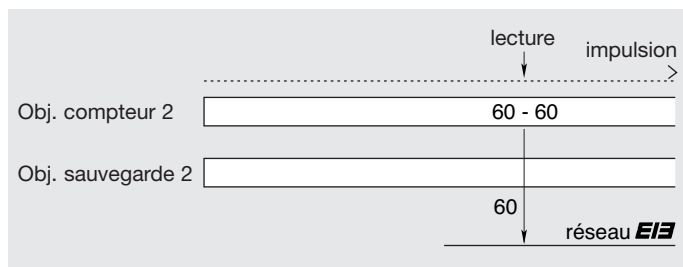 lecture
impulsion
Obj. compteur 2
60 - 60
Obj. sauvegarde 2
60
réseau EIB